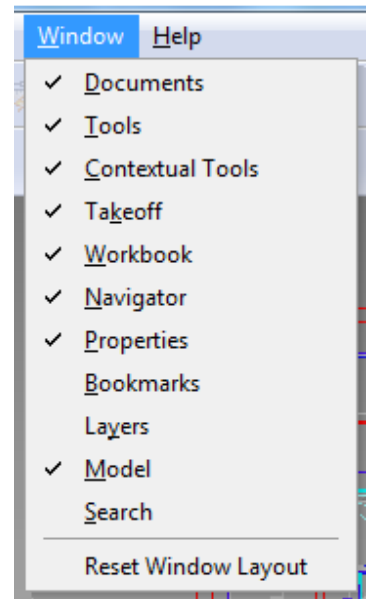 Window Help
Documents
Tools
Contextual Tools
Takeoff
Workbook
Navigator
Properties
Bookmarks
Layers
Model
Search
Reset Window Layout